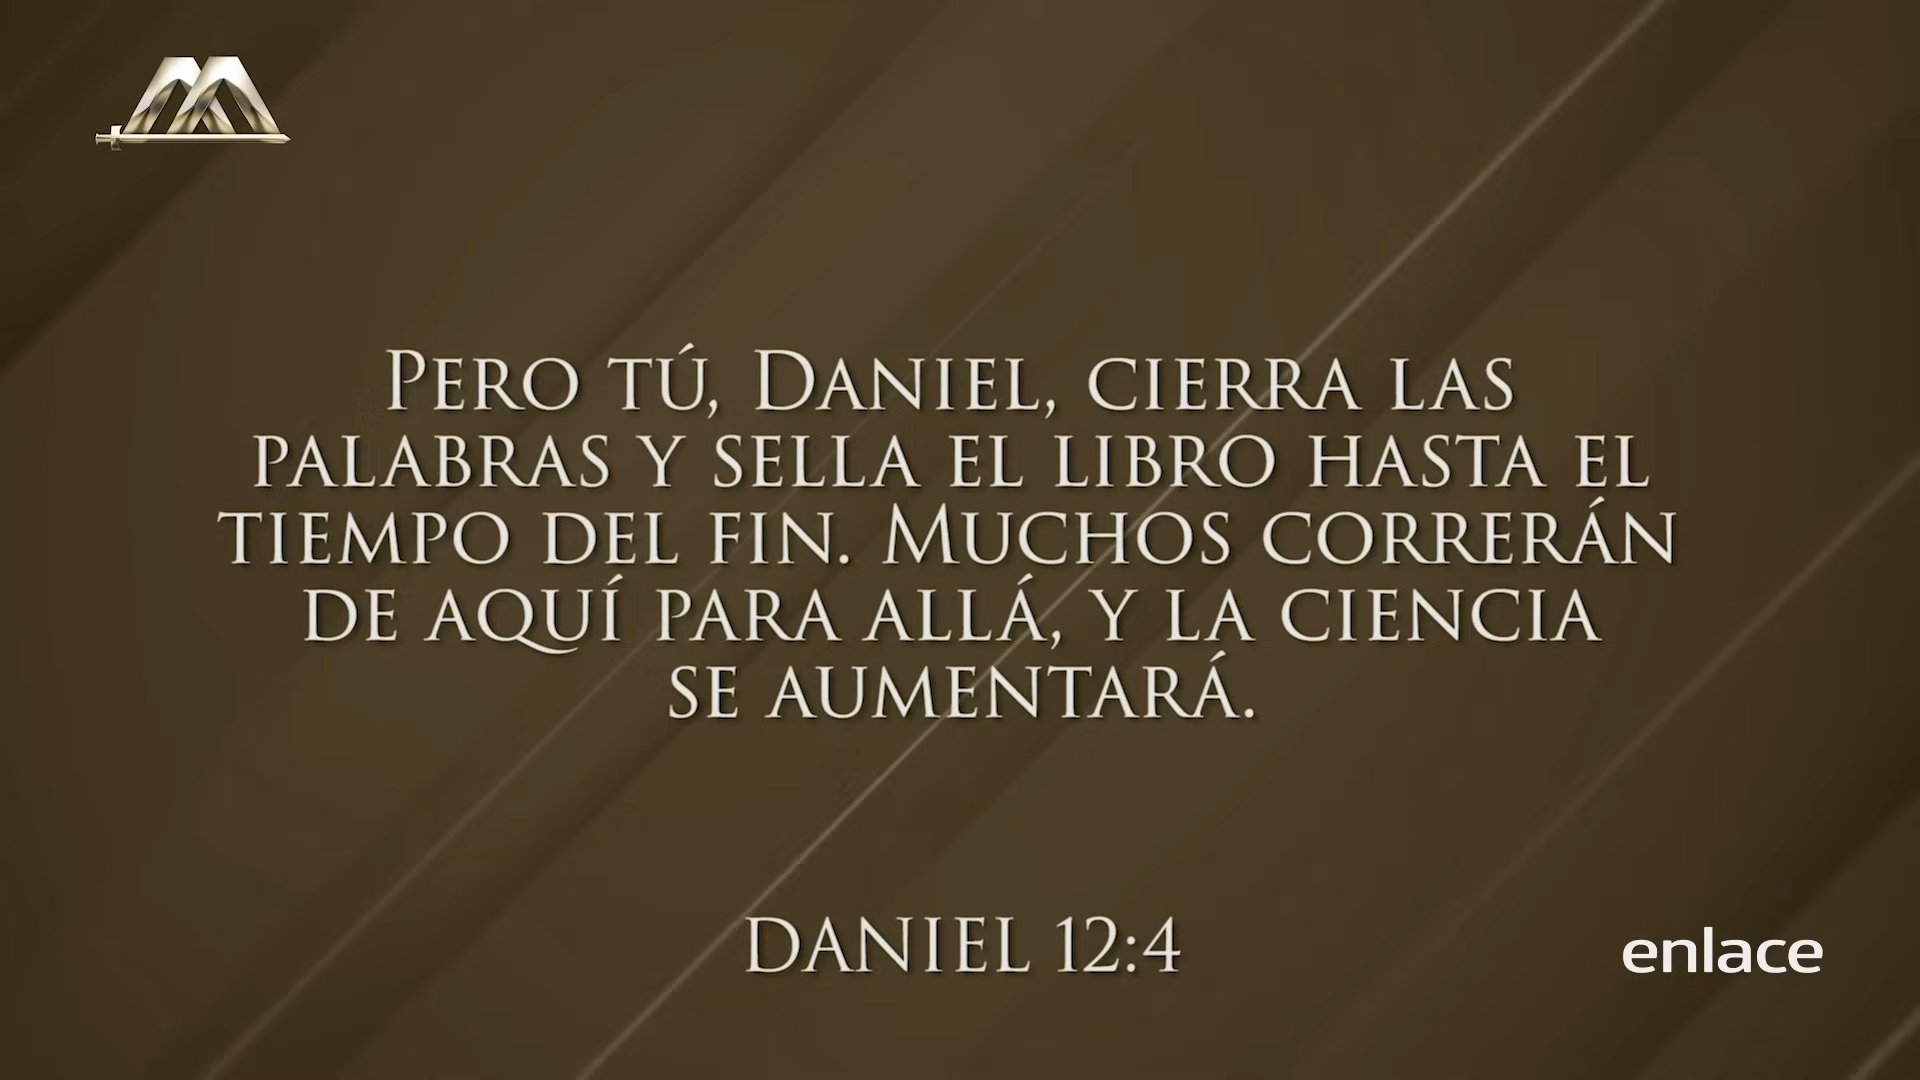 Pero tú, Daniel, cierra las
palabras y sella el libro hasta el
tiempo del fin. Muchos correrán
de aquí para allá, y la ciencia
se aumentará.
DANIEL 12:4
enlace